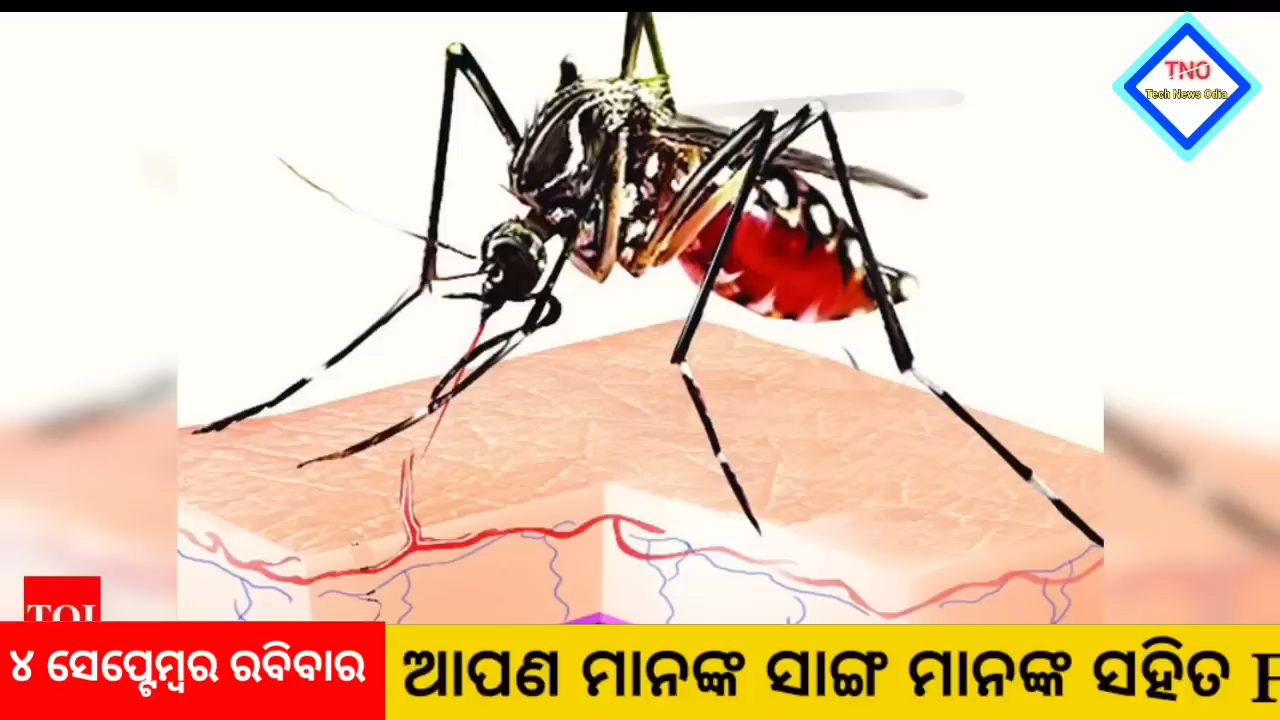 TNO
Tech News Odia
TOI
୪ ସେପ୍ଟେମ୍ବର ରବିବାର
ଆପଣ ମାନଙ୍କ ସାଙ୍ଗ ମାନଙ୍କ ସହିତ